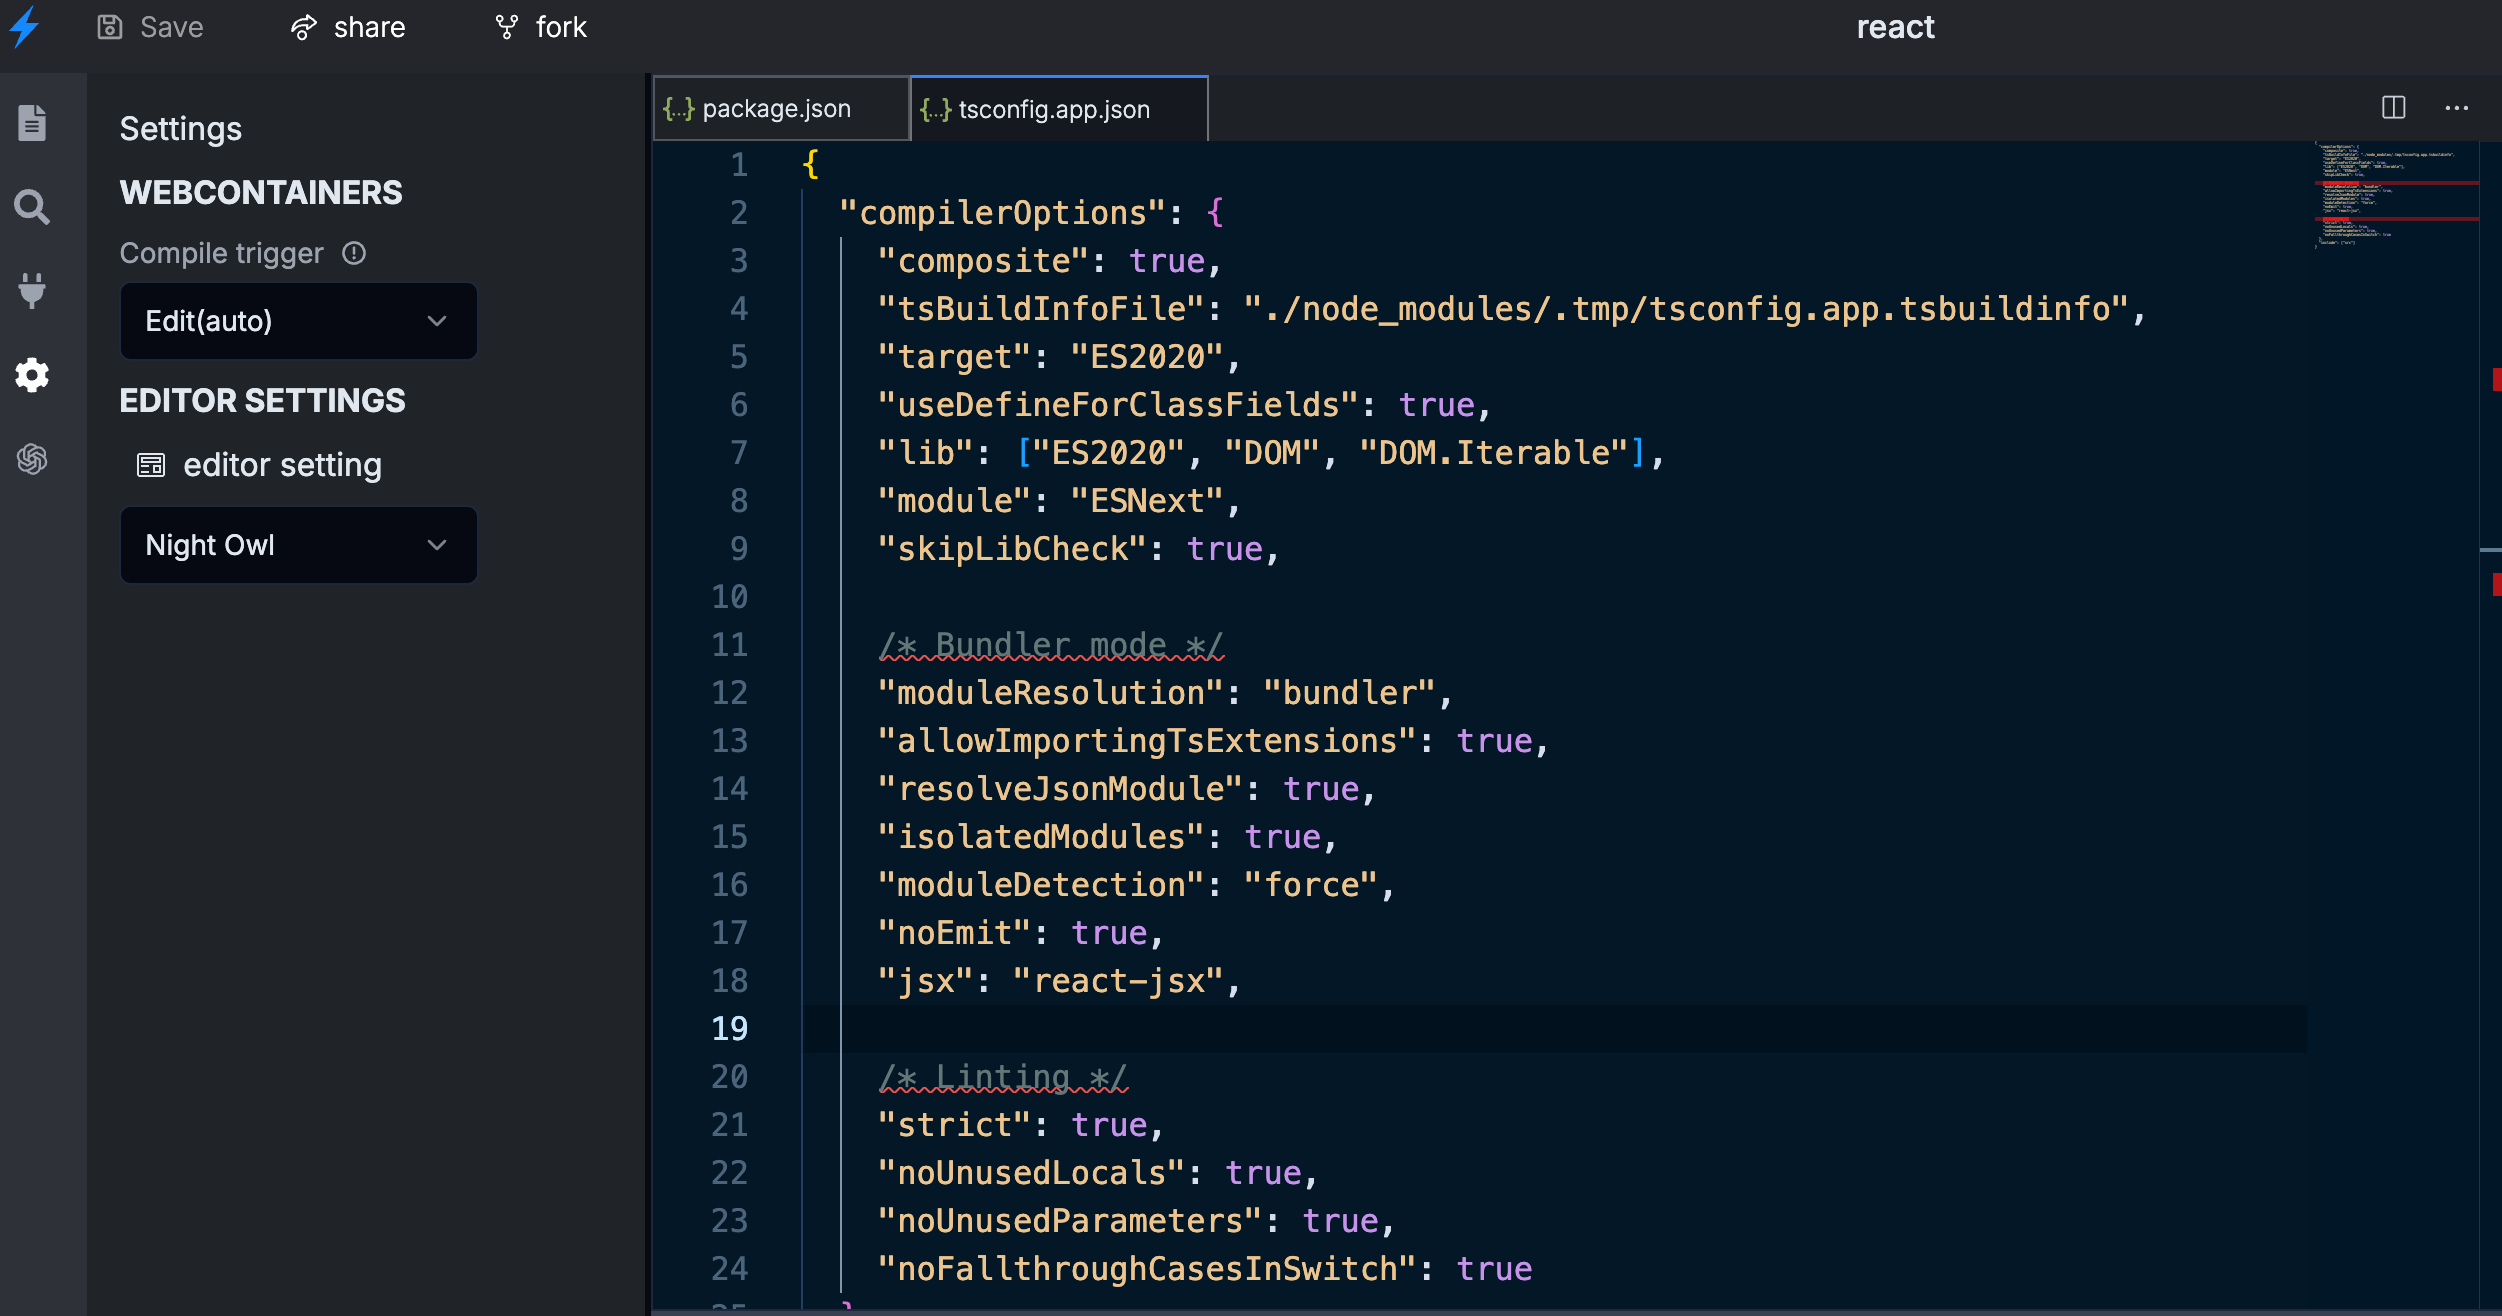 Save
share
fork
react
Settings
WEBCONTAINERS
Compile trigger
Edit(auto)
EDITOR SETTINGS
editor setting
Night Owl
{..} package.json
{..} tsconfig.app.json
1 {
2 "compilerOptions": {
3 "composite": true,
4 "tsBuildInfoFile": "./node_modules/.tmp/tsconfig.app.tsbuildinfo",
5 "target": "ES2020",
6 "useDefineForClassFields": true,
7 "lib": ["ES2020", "DOM", "DOM.Iterable"],
8 "module": "ESNext",
9 "skipLibCheck": true,
10
11 /* Bundler mode */
12 "moduleResolution": "bundler",
13 "allowImportingTsExtensions": true,
14 "resolveJsonModule": true,
15 "isolatedModules": true,
16 "moduleDetection": "force",
17 "noEmit": true,
18 "jsx": "react-jsx",
19
20 /* Linting */
21 "strict": true,
22 "noUnusedLocals": true,
23 "noUnusedParameters": true,
24 "noFallthroughCasesInSwitch": true